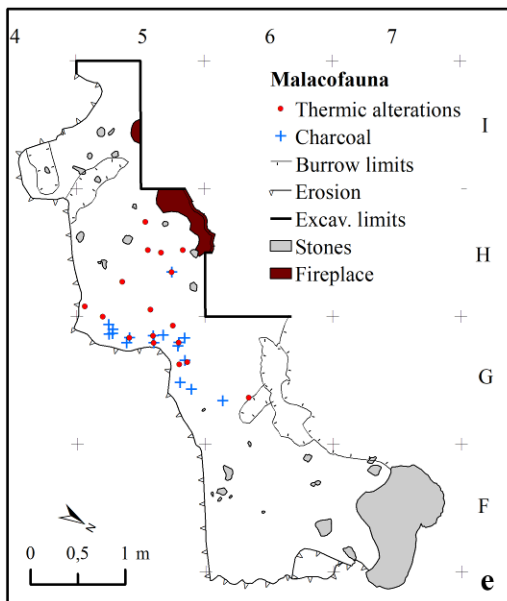 4 5 6 7
Malacofauna
Thermic alterations
Charcoal
Burrow limits
Erosion
Excav. limits
Stones
Fireplace
I
H
G
F
N
0 0,5 1 m
e